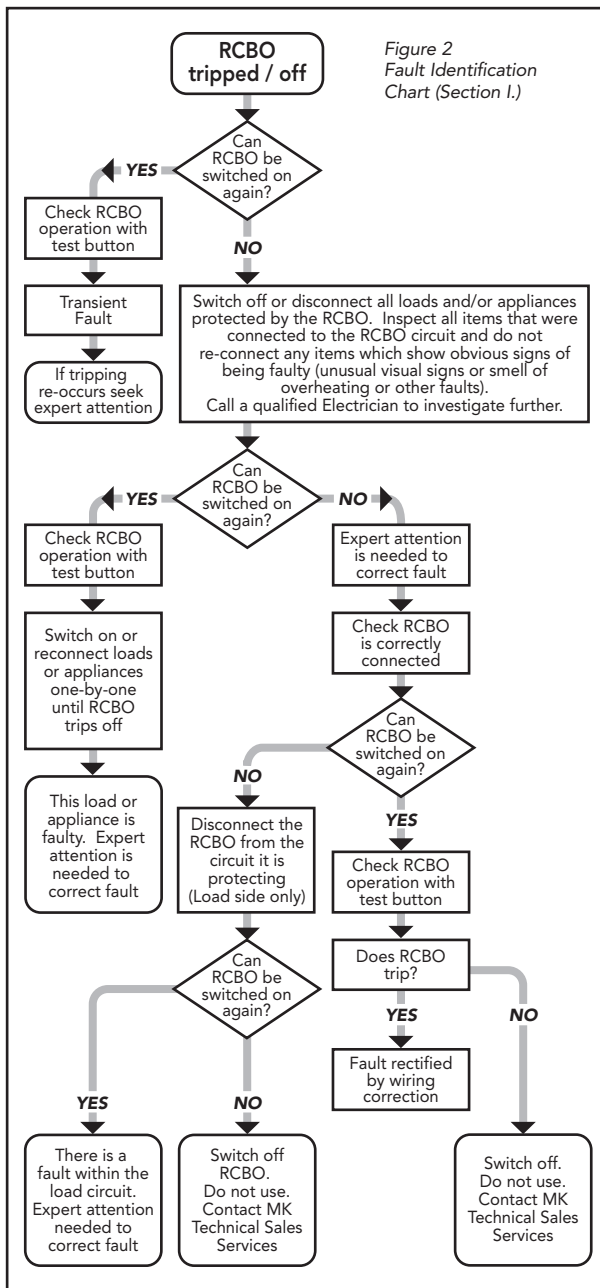 RCBO
tripped / off
Figure 2
Fault Identification
Chart (Section I.)
Can
RCBO be
switched on
again?
YES
Check RCBO
operation with
test button
Transient
Fault
If tripping
re-occurs seek
expert attention
NO
Switch off or disconnect all loads and/or appliances
protected by the RCBO.  Inspect all items that were
connected to the RCBO circuit and do not
re-connect any items which show obvious signs of
being faulty (unusual visual signs or smell of
overheating or other faults).
Call a qualified Electrician to investigate further.
Can
RCBO be
switched on
again?
YES
Check RCBO
operation with
test button
Switch on or
reconnect loads
or appliances
one-by-one
until RCBO
trips off
This load or
appliance is
faulty.  Expert
attention is
needed to
correct fault
NO
Expert attention
is needed to
correct fault
Check RCBO
is correctly
connected
Can
RCBO be
switched on
again?
NO
Disconnect the
RCBO from the
circuit it is
protecting
(Load side only)
Can
RCBO be
switched on
again?
YES
There is a
fault within the
load circuit.
Expert attention
needed to
correct fault
NO
Switch off
RCBO.
Do not use.
Contact MK
Technical Sales
Services
YES
Check RCBO
operation with
test button
Does RCBO
trip?
YES
Fault rectified
by wiring
correction
NO
Switch off.
Do not use.
Contact MK
Technical Sales
Services